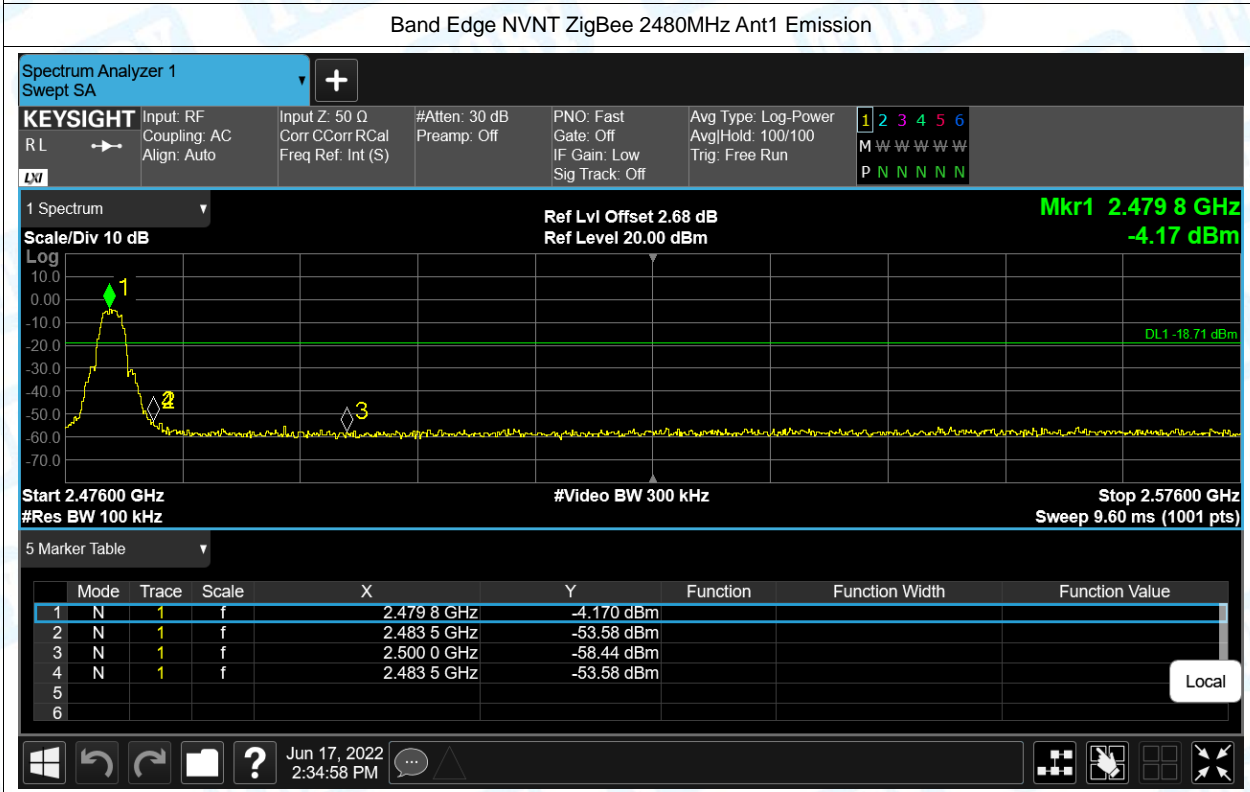 Band Edge NVNT ZigBee 2480MHz Ant1 Emission
Spectrum Analyzer 1
Swept SA
KEYSIGHT
R L
LXI
Input: RF
Coupling: AC
Align: Auto
Input Z: 50 Ω
Corr CCorr RCal
Freq Ref: Int (S)
#Atten: 30 dB
Preamp: Off
PNO: Fast
Gate: Off
IF Gain: Low
Sig Track: Off
Avg Type: Log-Power
Avg|Hold: 100/100
Trig: Free Run
1 2 3 4 5 6
M W W W W W
P N N N N N
1 Spectrum
Scale/Div 10 dB
Ref Lvl Offset 2.68 dB
Ref Level 20.00 dBm
Mkr1 2.479 8 GHz
-4.17 dBm
Log
10.0
0.00
-10.0
-20.0
-30.0
-40.0
-50.0
-60.0
-70.0
1
3
DL1 -18.71 dBm
Start 2.47600 GHz
#Res BW 100 kHz
#Video BW 300 kHz
Stop 2.57600 GHz
Sweep 9.60 ms (1001 pts)
5 Marker Table
Mode Trace Scale X Y Function Function Width Function Value
1 N 1 f 2.479 8 GHz -4.170 dBm
2 N 1 f 2.483 5 GHz -53.58 dBm
3 N 1 f 2.500 0 GHz -58.44 dBm
4 N 1 f 2.483 5 GHz -53.58 dBm
5
6
Local
?
Jun 17, 2022
2:34:58 PM